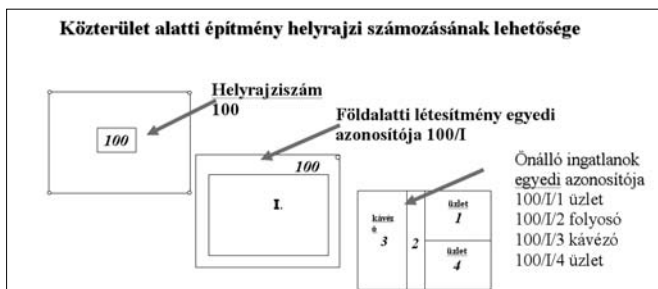 Közterület alatti építmény helyrajzi számozásának lehetősége
Helyrajziszám
100
100
Földalatti létesítmény egyedi
azonosítója 100/I
100
I.
Önálló ingatlanok
egyedi azonosítója
100/I/1 üzlet
100/I/2 folyosó
100/I/3 kávézó
100/I/4 üzlet
kávéz
ó
3
2
üzlet
1
üzlet
4